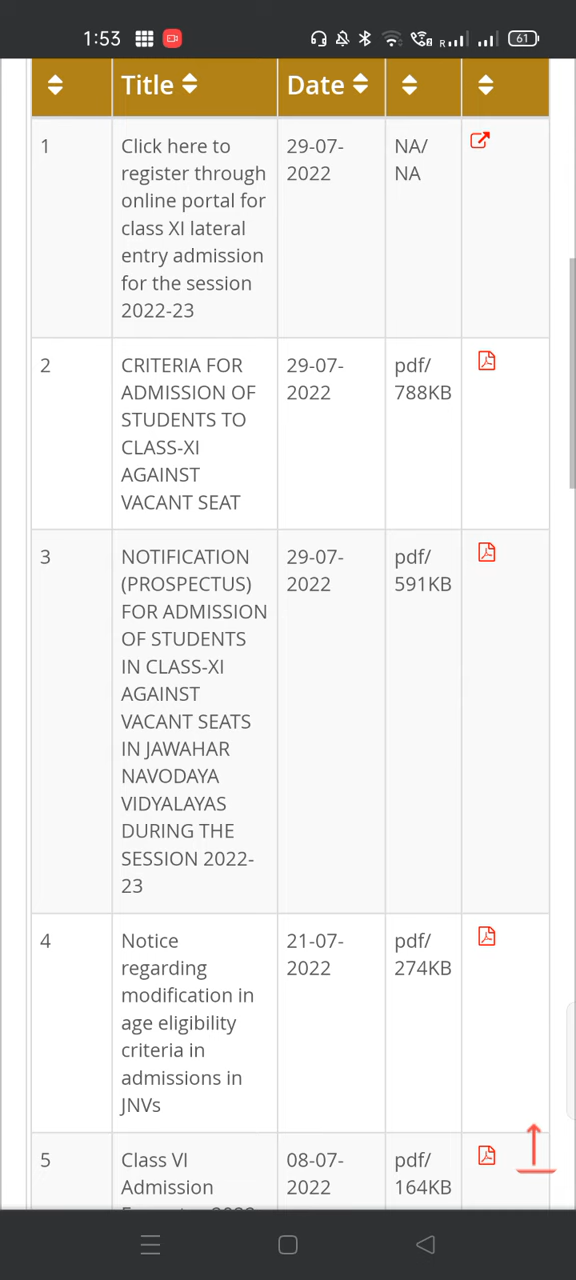 1:53
R
61
Title
Date
1
Click here to
register through
online portal for
class XI lateral
entry admission
for the session
2022-23
29-07-
2022
NA/
NA
2
CRITERIA FOR
ADMISSION OF
STUDENTS TO
CLASS-XI
AGAINST
VACANT SEAT
29-07-
2022
pdf/
788KB
3
NOTIFICATION
(PROSPECTUS)
FOR ADMISSION
OF STUDENTS
IN CLASS-XI
AGAINST
VACANT SEATS
IN JAWAHAR
NAVODAYA
VIDYALAYAS
DURING THE
SESSION 2022-
23
29-07-
2022
pdf/
591KB
4
Notice
regarding
modification in
age eligibility
criteria in
admissions in
JNVs
21-07-
2022
pdf/
274KB
5
Class VI
Admission
08-07-
2022
pdf/
164KB